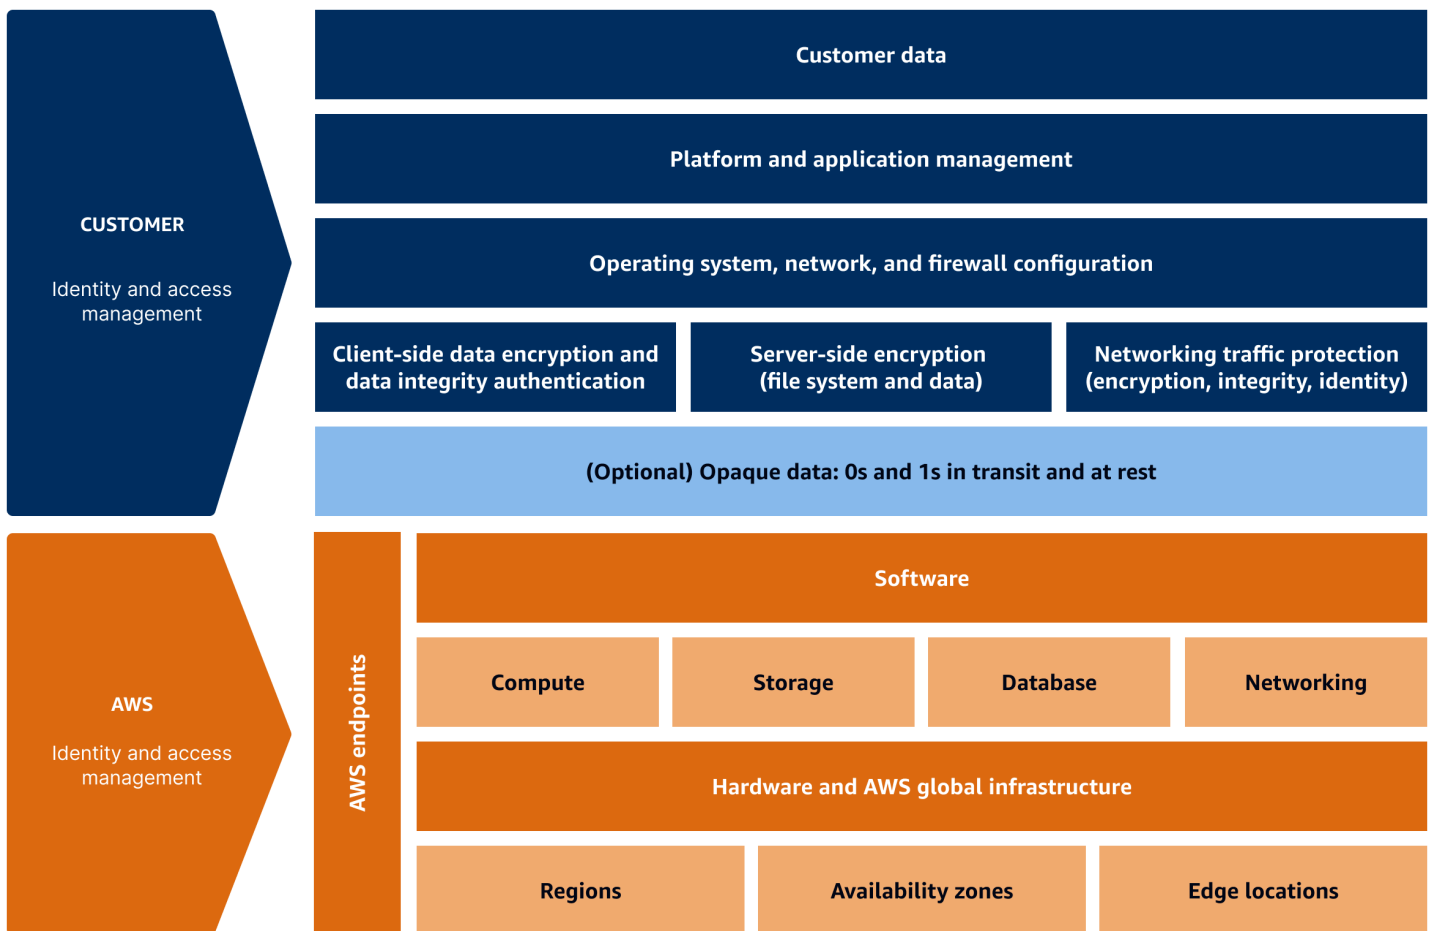 CUSTOMER
Identity and access
management
Customer data
Platform and application management
Operating system, network, and firewall configuration
Client-side data encryption and
data integrity authentication
Server-side encryption
(file system and data)
Networking traffic protection
(encryption, integrity, identity)
(Optional) Opaque data: 0s and 1s in transit and at rest
AWS
Identity and access
management
AWS endpoints
Software
Compute
Storage
Database
Networking
Hardware and AWS global infrastructure
Regions
Availability zones
Edge locations